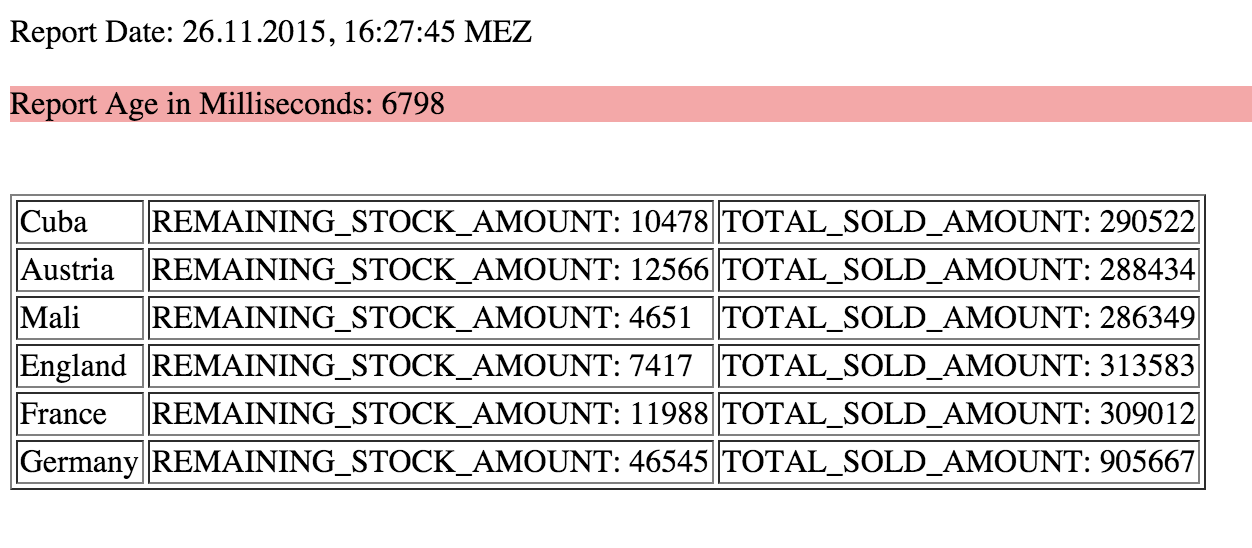 Report Date: 26.11.2015, 16:27:45 MEZ
Report Age in Milliseconds: 6798
Cuba REMAINING_STOCK_AMOUNT: 10478 TOTAL_SOLD_AMOUNT: 290522
Austria REMAINING_STOCK_AMOUNT: 12566 TOTAL_SOLD_AMOUNT: 288434
Mali REMAINING_STOCK_AMOUNT: 4651 TOTAL_SOLD_AMOUNT: 286349
England REMAINING_STOCK_AMOUNT: 7417 TOTAL_SOLD_AMOUNT: 313583
France REMAINING_STOCK_AMOUNT: 11988 TOTAL_SOLD_AMOUNT: 309012
Germany REMAINING_STOCK_AMOUNT: 46545 TOTAL_SOLD_AMOUNT: 905667